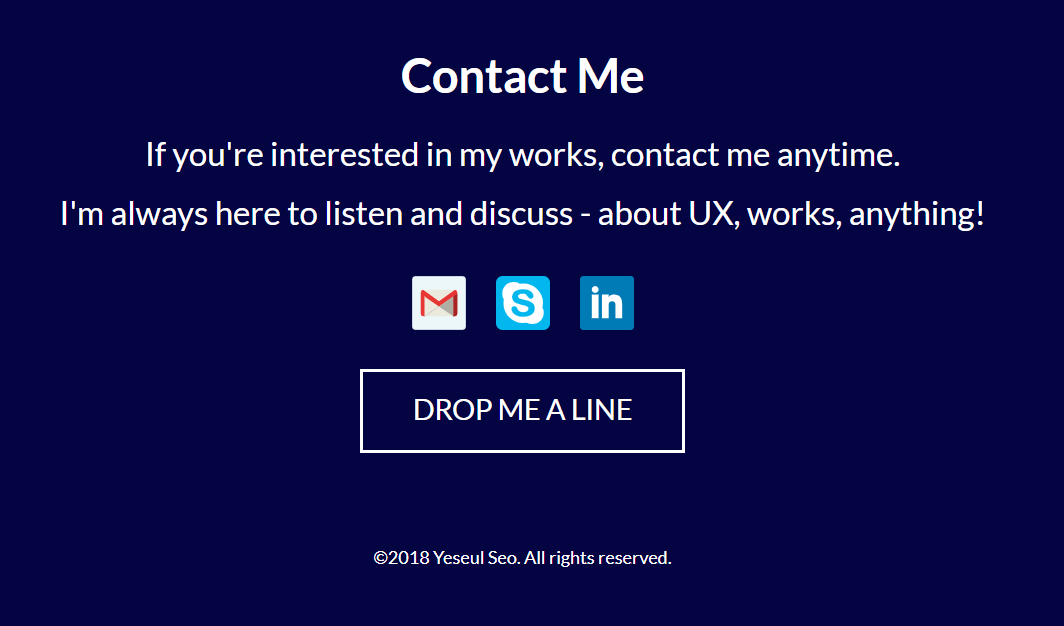 Contact Me
If you're interested in my works, contact me anytime.
I'm always here to listen and discuss - about UX, works, anything!
M S in
DROP ME A LINE
©2018 Yeseul Seo. All rights reserved.